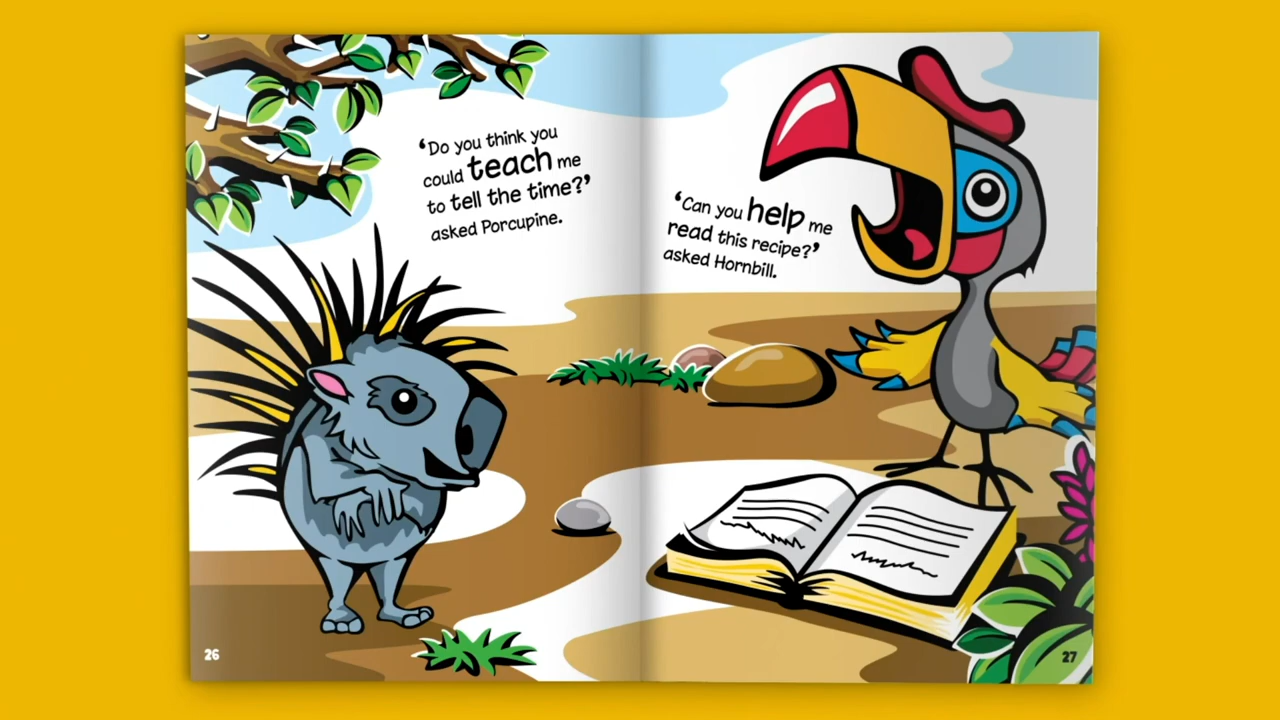 ‘Do you think you
could teach me
to tell the time?’
asked Porcupine.
‘Can you help me
read this recipe?’
asked Hornbill.
26
27